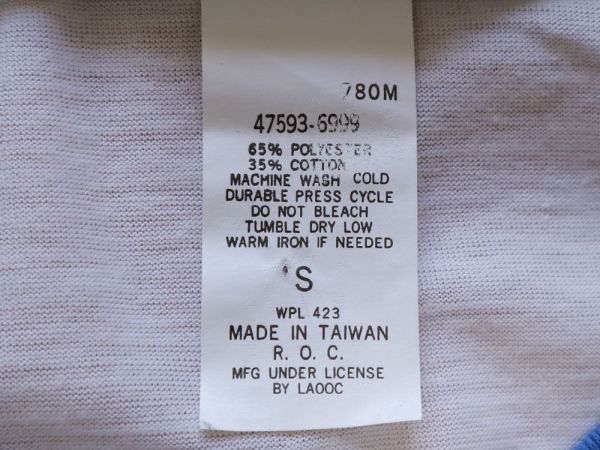 780M
47593-6999
65% POLYESTER
35% COTTON
MACHINE WASH COLD
DURABLE PRESS CYCLE
DO NOT BLEACH
TUMBLE DRY LOW
WARM IRON IF NEEDED
S
WPL 423
MADE IN TAIWAN
R. O. C.
MFG UNDER LICENSE
BY LAOOC